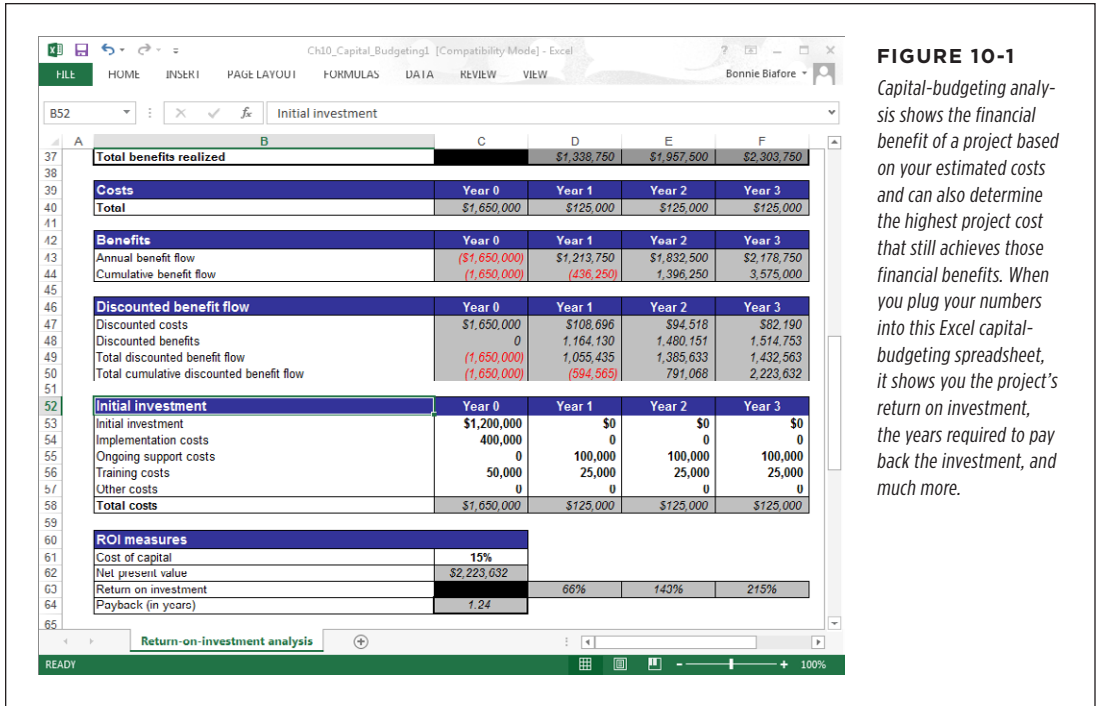 Ch10_Capital_Budgeting1 [Compatibility Mode] - Excel
FILE HOME INSERT PAGE LAYOUT FORMULAS DATA REVIEW VIEW Bonnie Biafore
B52 fx Initial investment
A B C D E F
37 Total benefits realized $1,338,750 $1,957,500 $2,303,750
38
39 Costs Year 0 Year 1 Year 2 Year 3
40 Total $1,650,000 $125,000 $125,000 $125,000
41
42 Benefits Year 0 Year 1 Year 2 Year 3
43 Annual benefit flow ($1,650,000) $1,213,750 $1,832,500 $2,178,750
44 Cumulative benefit flow (1,650,000) (436,250) 1,396,250 3,575,000
45
46 Discounted benefit flow Year 0 Year 1 Year 2 Year 3
47 Discounted costs $1,650,000 $108,696 $94,518 $82,190
48 Discounted benefits 0 1,164,130 1,480,151 1,514,753
49 Total discounted benefit flow (1,650,000) 1,055,435 1,385,633 1,432,563
50 Total cumulative discounted benefit flow (1,650,000) (594,565) 791,068 2,223,632
51
52 Initial investment Year 0 Year 1 Year 2 Year 3
53 Initial investment $1,200,000 $0 $0 $0
54 Implementation costs 400,000 0 0 0
55 Ongoing support costs 0 100,000 100,000 100,000
56 Training costs 50,000 25,000 25,000 25,000
57 Other costs 0 0 0 0
58 Total costs $1,650,000 $125,000 $125,000 $125,000
59
60 ROI measures
61 Cost of capital 15%
62 Net present value $2,223,632
63 Return on investment 66% 143% 215%
64 Payback (in years) 1.24
65
Return-on-investment analysis
READY 100%
FIGURE 10-1
Capital-budgeting analy-
sis shows the financial
benefit of a project based
on your estimated costs
and can also determine
the highest project cost
that still achieves those
financial benefits. When
you plug your numbers
into this Excel capital-
budgeting spreadsheet,
it shows you the project's
return on investment,
the years required to pay
back the investment, and
much more.